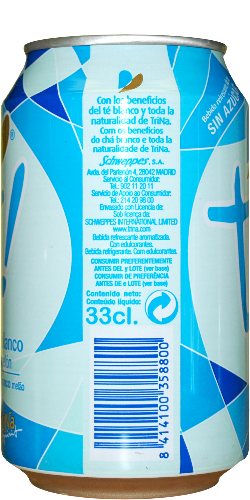 Con los beneficios
del té blanco y toda la
naturalidad de TriNa.
Com os benefícios
do chá branco e toda a
naturalidade de TriNa.
Schweppes, S.A.
Avda. del Partenón 4, 28042 MADRID
Servicio al Consumidor:
Tel.: 902 11 20 11
Serviço de Apoio ao Consumidor:
Tel.: 214 20 98 00
Envasado con Licencia de:
Sob licença de:
SCHWEPPES INTERNATIONAL LIMITED
www.trina.com
Bebida refrescante aromatizada.
Con edulcorantes.
Bebida refrigerante. Com edulcorantes.
CONSUMIR PREFERENTEMENTE
ANTES DEL y LOTE (ver base)
CONSUMIR DE PREFERÊNCIA
ANTES DE e LOTE (ver base)
Contenido neto:
Conteúdo líquido:
33cl.
8 414100 358800
Bebida
SIN AZÚ
!
anco
t